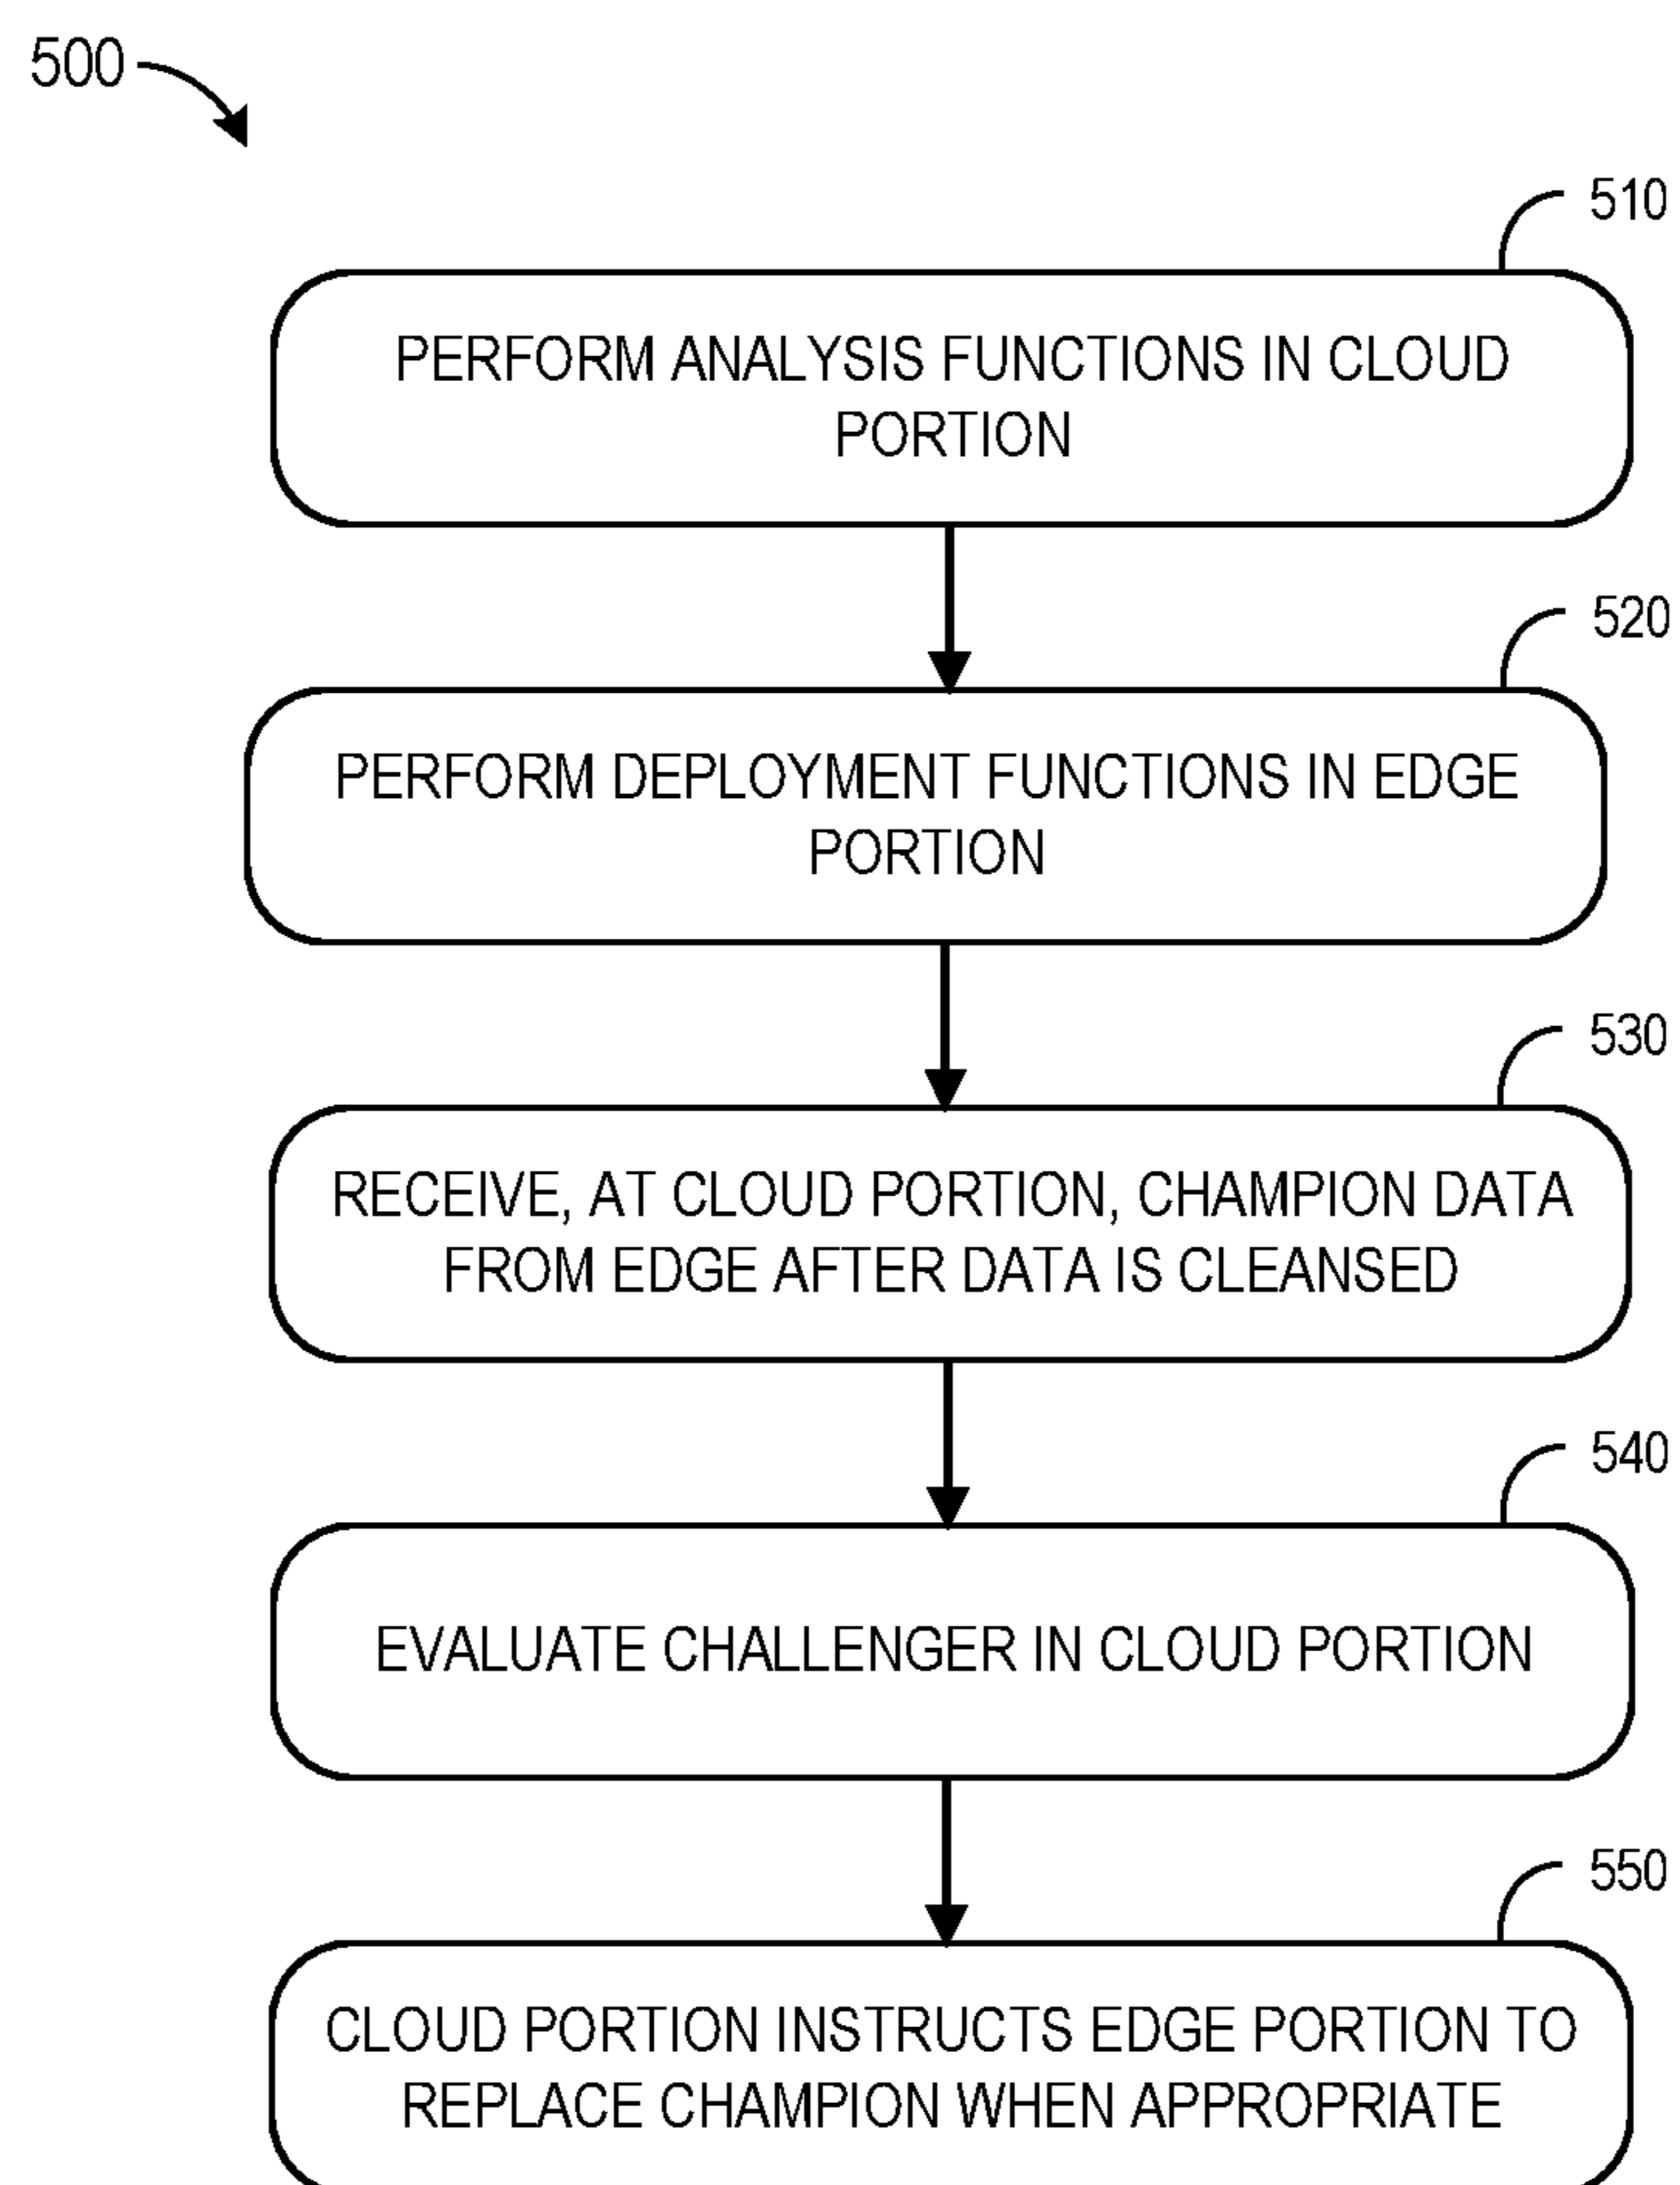 500
510
PERFORM ANALYSIS FUNCTIONS IN CLOUD
PORTION
520
PERFORM DEPLOYMENT FUNCTIONS IN EDGE
PORTION
530
RECEIVE, AT CLOUD PORTION, CHAMPION DATA
FROM EDGE AFTER DATA IS CLEANSED
540
EVALUATE CHALLENGER IN CLOUD PORTION
550
CLOUD PORTION INSTRUCTS EDGE PORTION TO
REPLACE CHAMPION WHEN APPROPRIATE